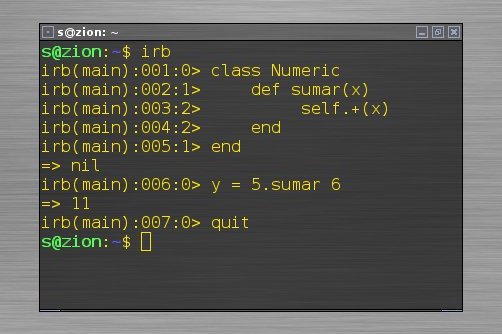 s@zion: ~
s@zion:~$ irb
irb(main):001:0> class Numeric
irb(main):002:1>     def sumar(x)
irb(main):003:2>          self.+(x)
irb(main):004:2>     end
irb(main):005:1> end
=> nil
irb(main):006:0> y = 5.sumar 6
=> 11
irb(main):007:0> quit
s@zion:~$